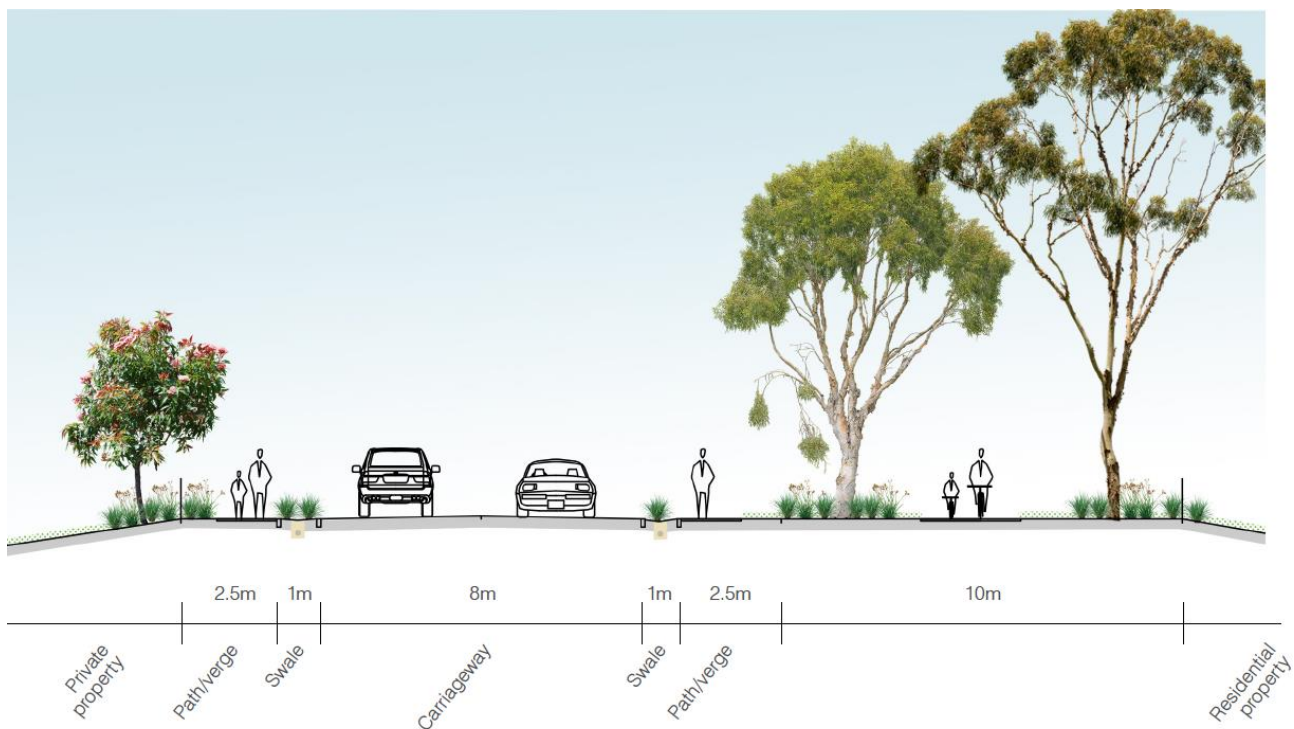 2.5m 1m 8m 1m 2.5m 10m
Private
property
Path/verge
Swale
Carriageway
Swale
Path/verge
Residential
property